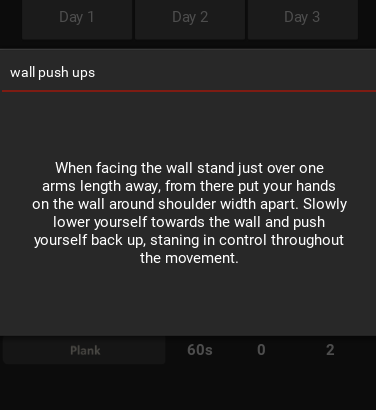 Day 1 Day 2 Day 3
wall push ups
When facing the wall stand just over one
arms length away, from there put your hands
on the wall around shoulder width apart. Slowly
lower yourself towards the wall and push
yourself back up, staning in control throughout
the movement.
Plank 60s 0 2